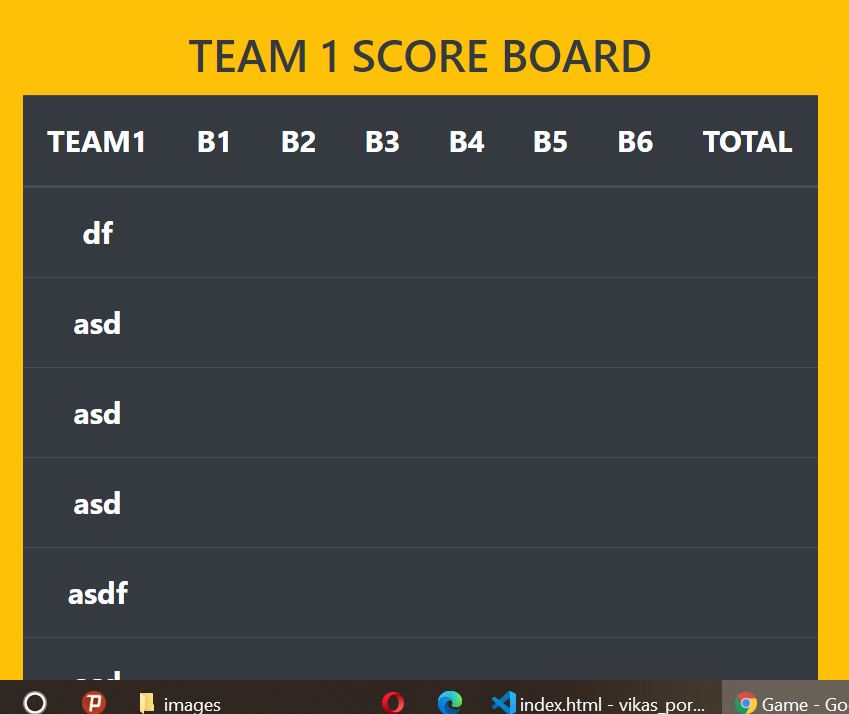 TEAM 1 SCORE BOARD
TEAM1 B1 B2 B3 B4 B5 B6 TOTAL
df
asd
asd
asd
asdf
images index.html - vikas_por... Game - Go